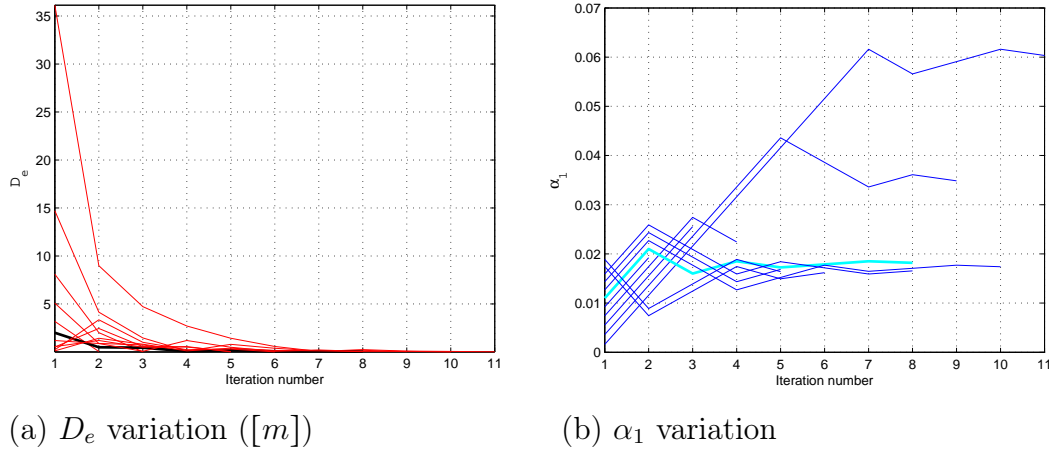 35
30
25
20
15
10
5
D e
1 2 3 4 5 6 7 8 9 10 11
Iteration number
(a) D_e variation ([m])
0.07
0.06
0.05
0.04
0.03
0.02
0.01
0
α_1
1 2 3 4 5 6 7 8 9 10 11
Iteration number
(b) α_1 variation